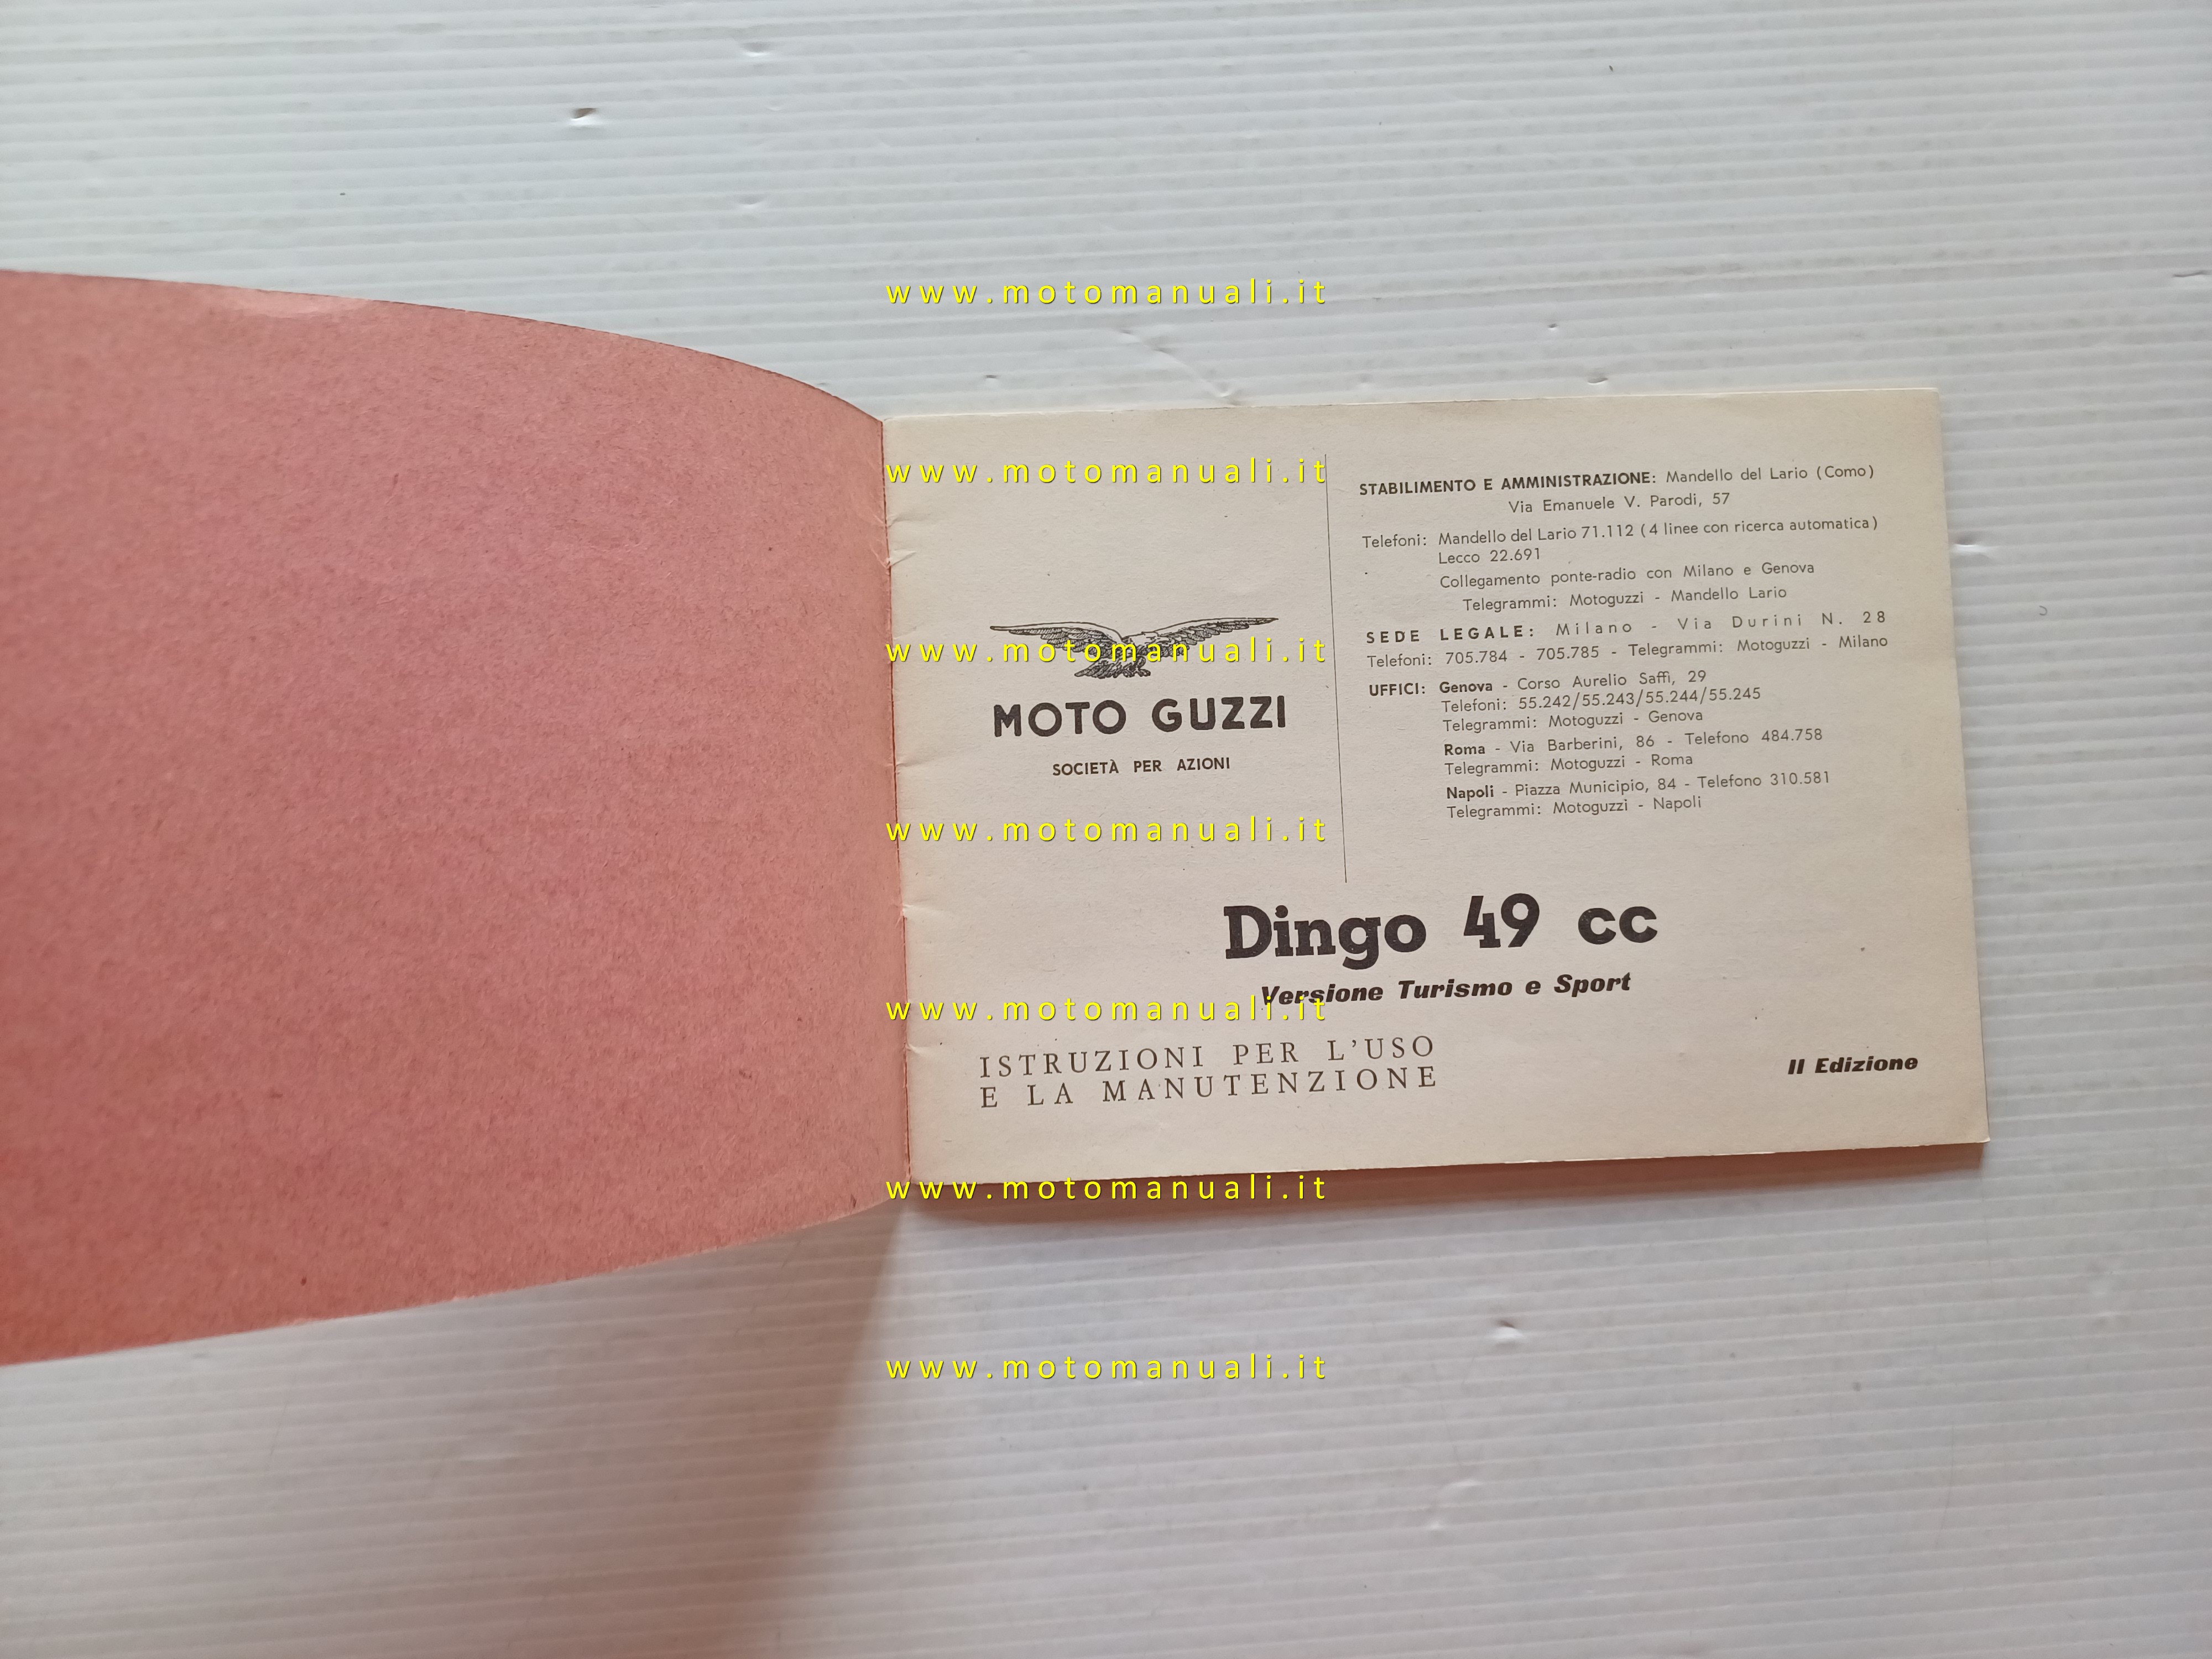 www.motomanuali.it
www.motomanuali.it
www.motomanuali.it
MOTO GUZZI
SOCIETÀ PER AZIONI
www.motomanuali.it
STABILIMENTO E AMMINISTRAZIONE: Mandello del Lario (Como)
Via Emanuele V. Parodi, 57
Telefoni: Mandello del Lario 71.112 (4 linee con ricerca automatica)
Lecco 22.691
Collegamento ponte-radio con Milano e Genova
Telegrammi: Motoguzzi - Mandello Lario
SEDE LEGALE: Milano - Via Durini N. 28
Telefoni: 705.784 - 705.785 - Telegrammi: Motoguzzi - Milano
UFFICI: Genova - Corso Aurelio Saffi, 29
Telefoni: 55.242/55.243/55.244/55.245
Telegrammi: Motoguzzi - Genova
Roma - Via Barberini, 86 - Telefono 484.758
Telegrammi: Motoguzzi - Roma
Napoli - Piazza Municipio, 84 - Telefono 310.581
Telegrammi: Motoguzzi - Napoli
Dingo 49 cc
Versione Turismo e Sport
www.motomanuali.it
ISTRUZIONI PER L'USO
E LA MANUTENZIONE
II Edizione
www.motomanuali.it
www.motomanuali.it